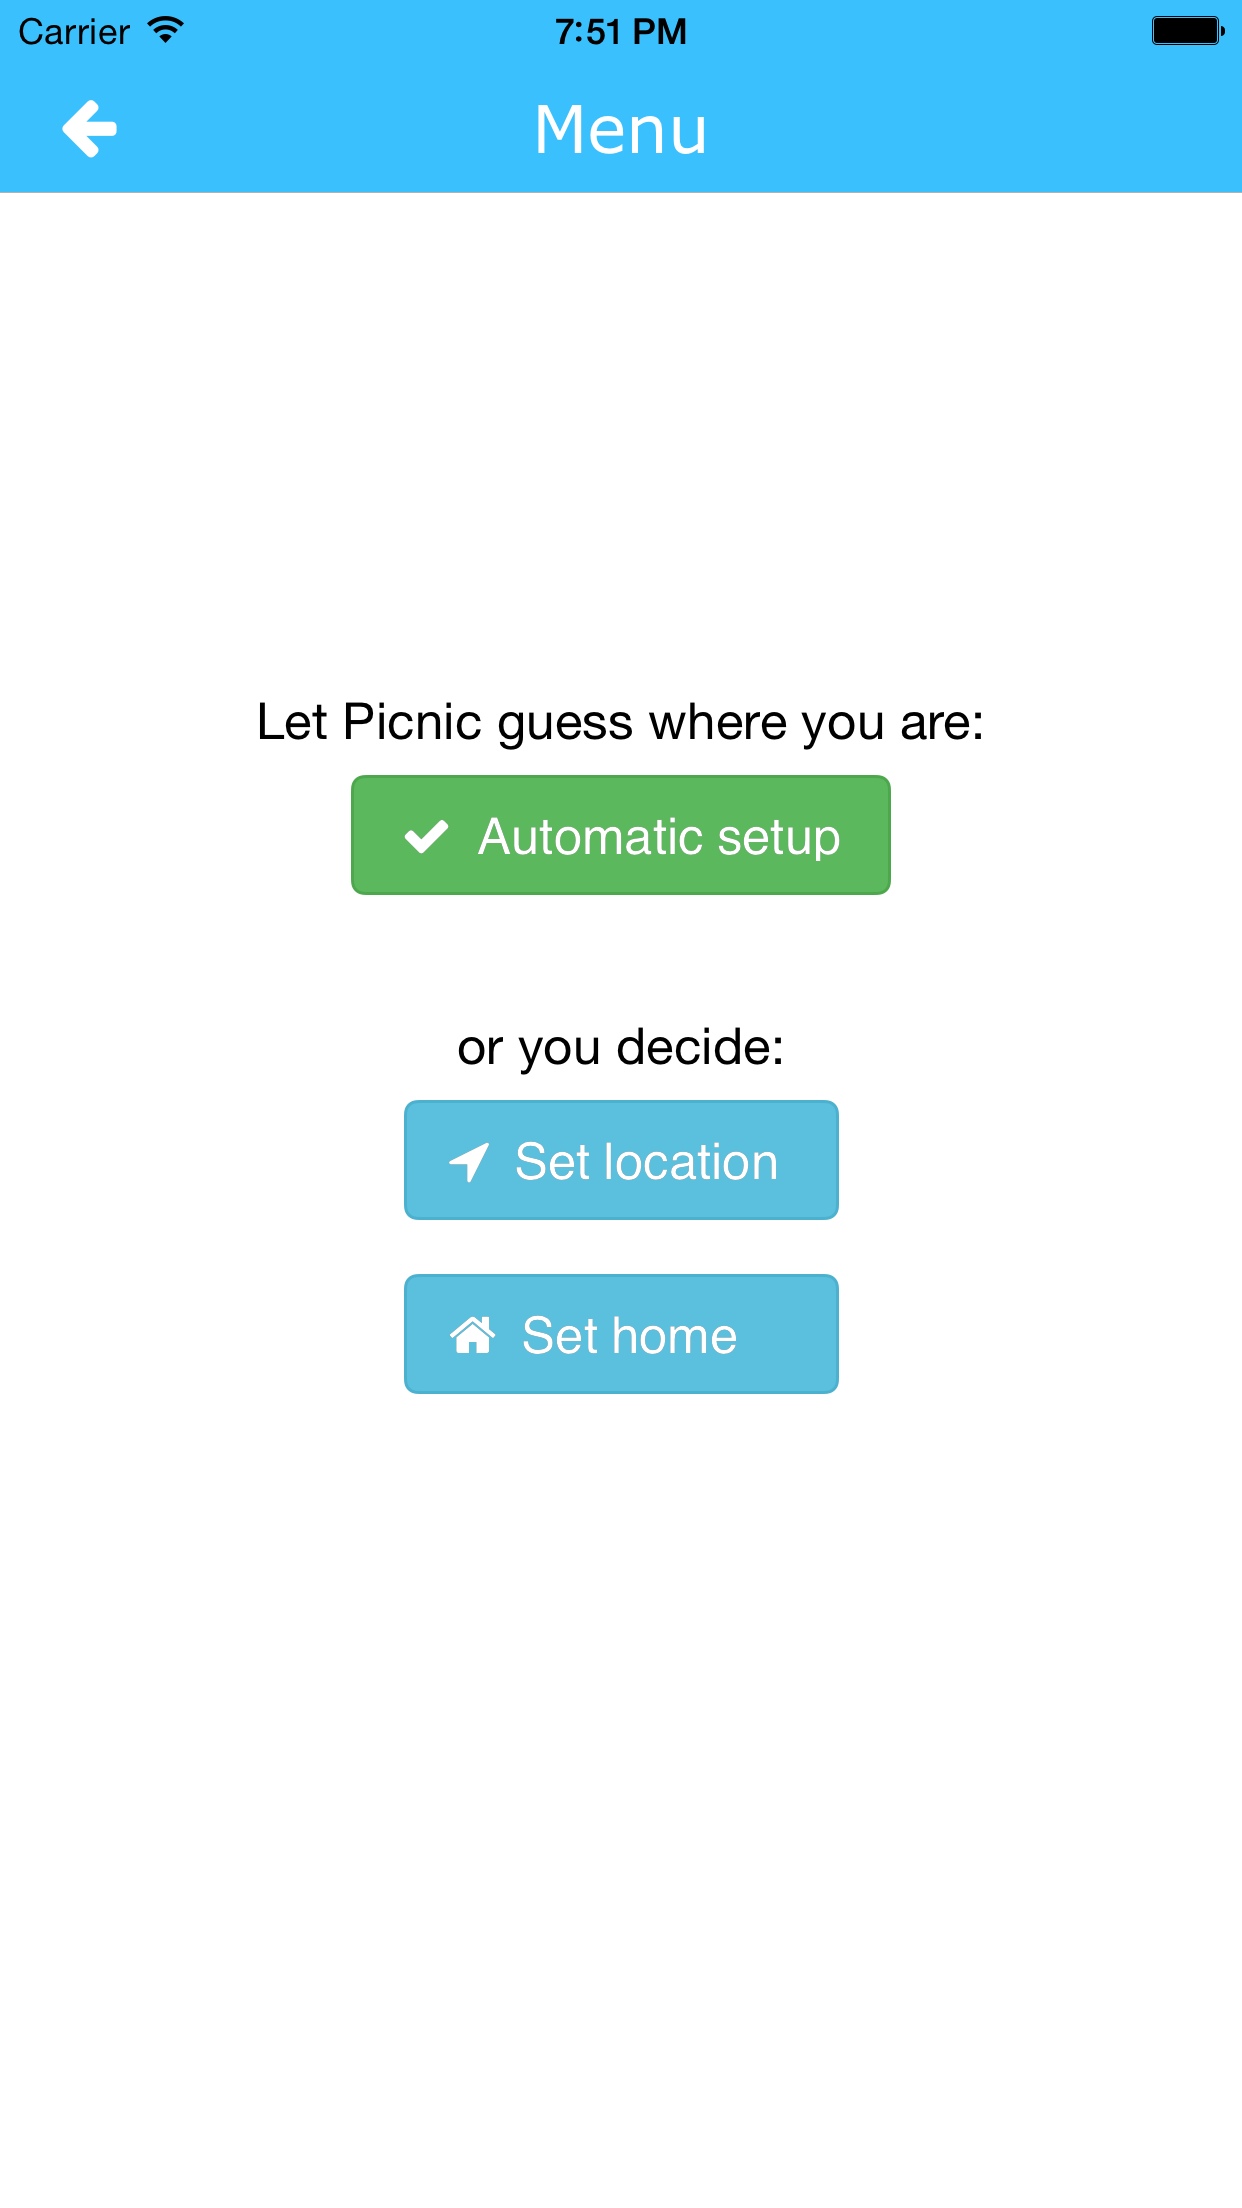 Carrier 7:51 PM
Menu
Let Picnic guess where you are:
Automatic setup
or you decide:
Set location
Set home